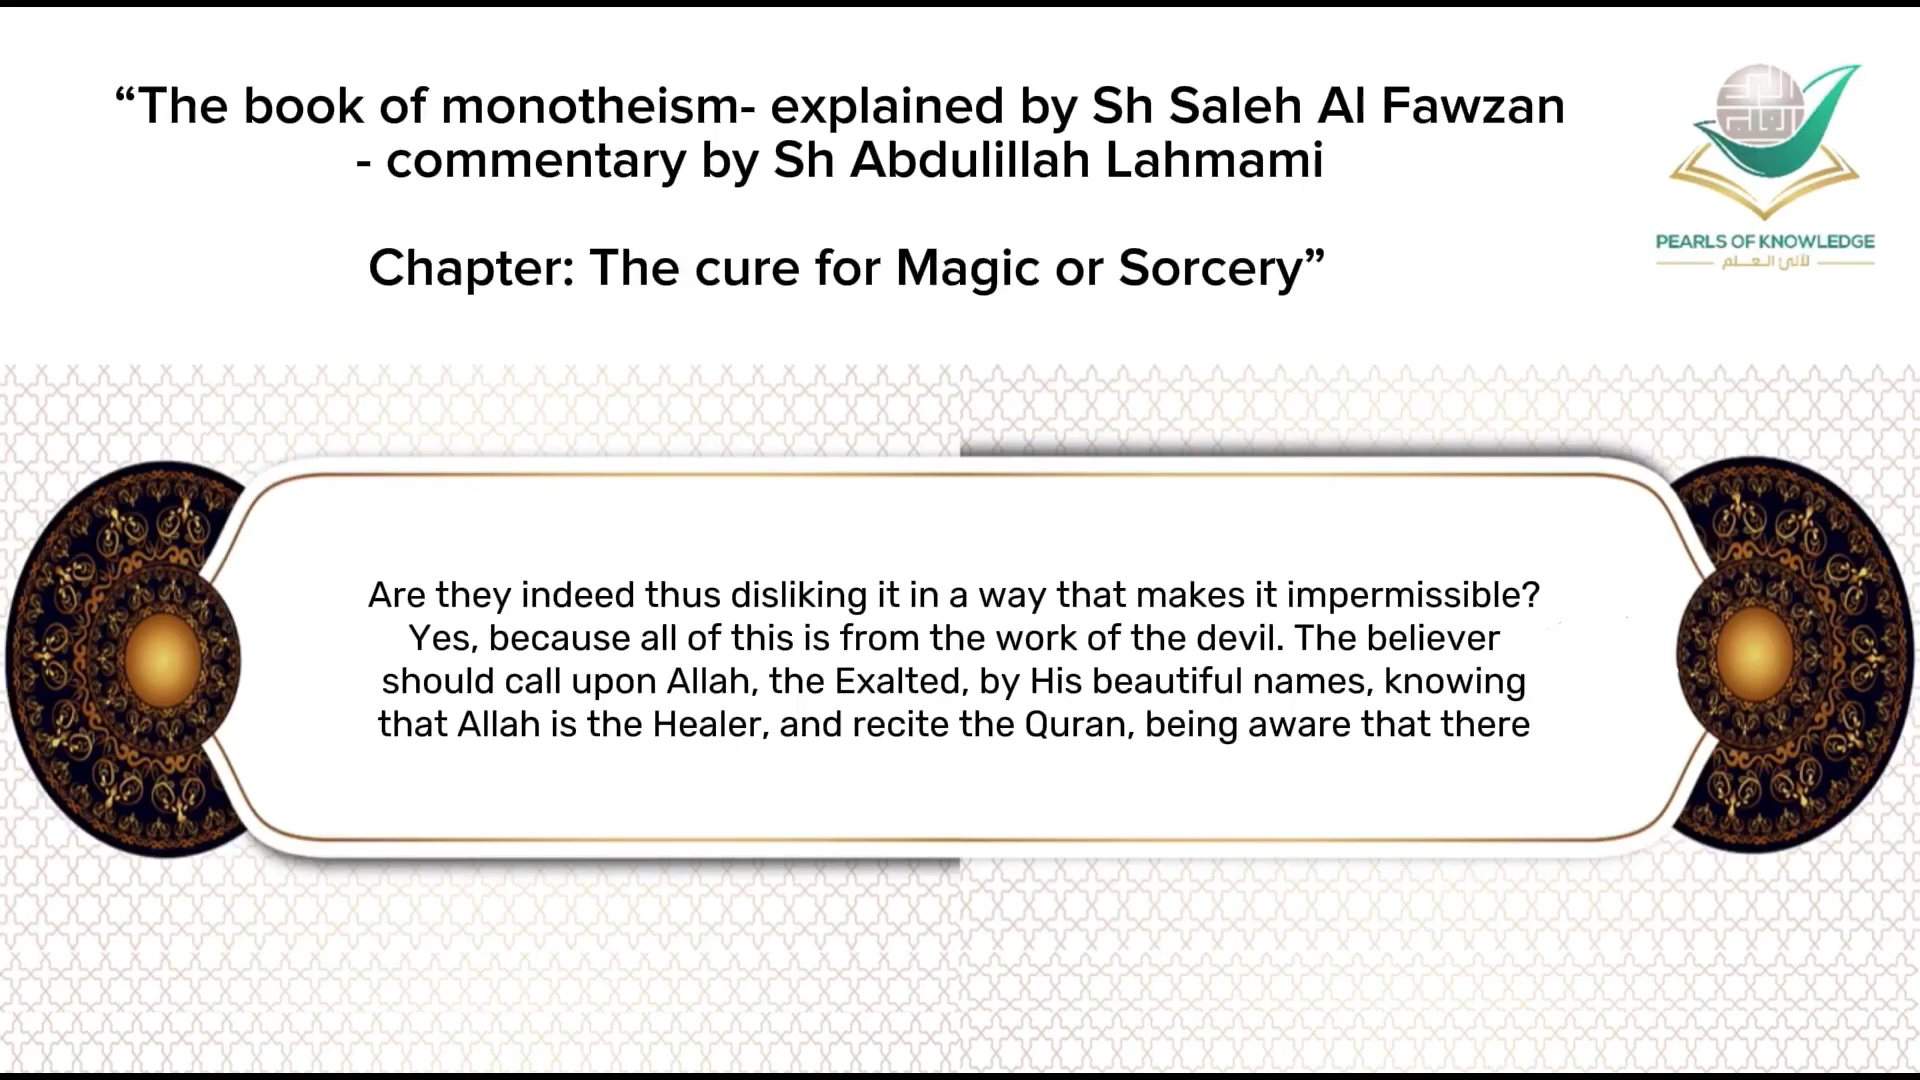 “The book of monotheism- explained by Sh Saleh Al Fawzan
- commentary by Sh Abdulillah Lahmami
Chapter: The cure for Magic or Sorcery”
PEARLS OF KNOWLEDGE
لآلئ العلم
Are they indeed thus disliking it in a way that makes it impermissible?
Yes, because all of this is from the work of the devil. The believer
should call upon Allah, the Exalted, by His beautiful names, knowing
that Allah is the Healer, and recite the Quran, being aware that there